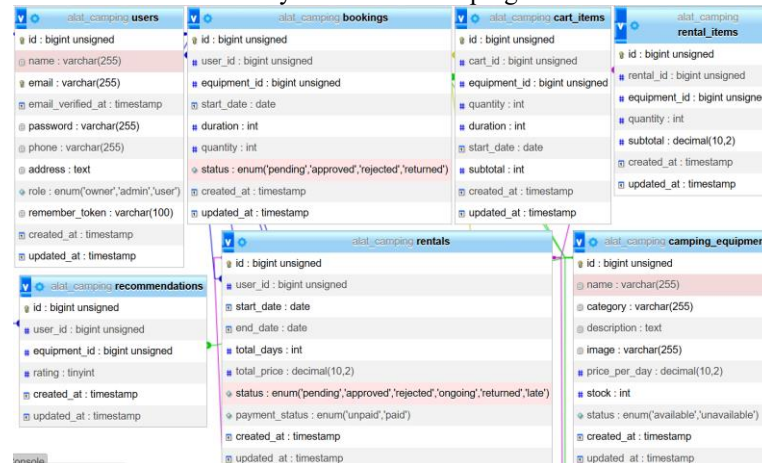 alat_camping users
id : bigint unsigned
name : varchar(255)
email : varchar(255)
email_verified_at : timestamp
password : varchar(255)
phone : varchar(255)
address : text
role : enum('owner','admin','user')
remember_token : varchar(100)
created_at : timestamp
updated_at : timestamp
alat_camping bookings
id : bigint unsigned
user_id : bigint unsigned
equipment_id : bigint unsigned
start_date : date
duration : int
quantity : int
status : enum('pending','approved','rejected','returned')
created_at : timestamp
updated_at : timestamp
alat_camping cart_items
id : bigint unsigned
cart_id : bigint unsigned
equipment_id : bigint unsigned
quantity : int
duration : int
start_date : date
subtotal : int
created_at : timestamp
updated_at : timestamp
alat_camping
rental_items
id : bigint unsigned
rental_id : bigint unsigned
equipment_id : bigint unsigne
quantity : int
subtotal : decimal(10,2)
created_at : timestamp
updated_at : timestamp
alat_camping recommendations
id : bigint unsigned
user_id : bigint unsigned
equipment_id : bigint unsigned
rating : tinyint
created_at : timestamp
updated_at : timestamp
alat_camping rentals
id : bigint unsigned
user_id : bigint unsigned
start_date : date
end_date : date
total_days : int
total_price : decimal(10,2)
status : enum('pending','approved','rejected','ongoing','returned','late')
payment_status : enum('unpaid','paid')
created_at : timestamp
updated_at : timestamp
alat_camping camping_equipmer
id : bigint unsigned
name : varchar(255)
category : varchar(255)
description : text
image : varchar(255)
price_per_day : decimal(10,2)
stock : int
status : enum('available','unavailable')
created_at : timestamp
updated_at : timestamp
onsole